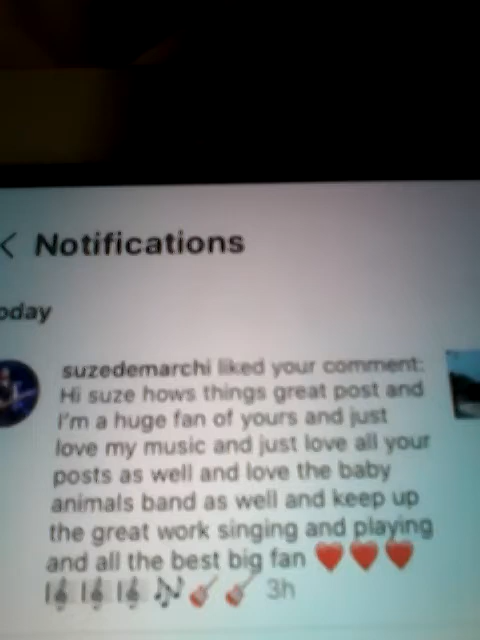 < Notifications
oday
suzedemarchi liked your comment:
Hi suze hows things great post and
I'm a huge fan of yours and just
love my music and just love all your
posts as well and love the baby
animals band as well and keep up
the great work singing and playing
and all the best big fan ❤️❤️❤️
🎼🎼🎼🎶🎸🎸 3h